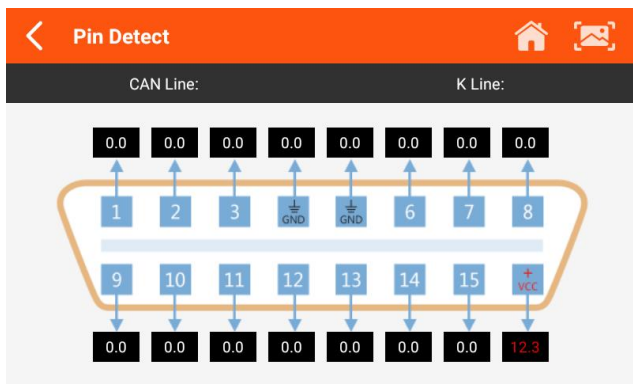 Pin Detect
CAN Line: K Line:
0.0 0.0 0.0 0.0 0.0 0.0 0.0 0.0
1 2 3 GND GND 6 7 8
9 10 11 12 13 14 15 + VCC
0.0 0.0 0.0 0.0 0.0 0.0 0.0 12.3